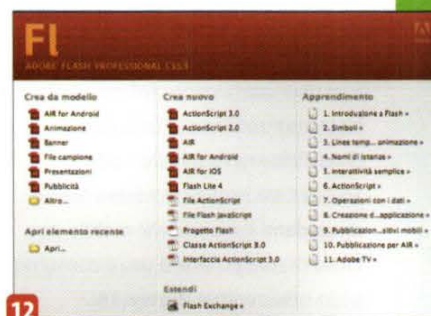 Fl
ADOBE FLASH PROFESSIONAL CS5.5
Crea da modello
AIR for Android
Animazione
Banner
File campione
Presentazioni
Pubblicità
Altro...
Apri elemento recente
Apri...
Crea nuovo
ActionScript 3.0
ActionScript 2.0
AIR
AIR for Android
AIR for iOS
Flash Lite 4
File ActionScript
File Flash JavaScript
Progetto Flash
Classe ActionScript 3.0
Interfaccia ActionScript 3.0
Estendi
Flash Exchange »
Apprendimento
1. Introduzione a Flash »
2. Simboli »
3. Linea temp... animazione »
4. Nomi di istanza »
5. Interattività semplice »
6. ActionScript »
7. Operazioni con i dati »
8. Creazione d...applicazione »
9. Pubblicazion...sitivi mobili »
10. Pubblicazione per AIR »
11. Adobe TV »
12